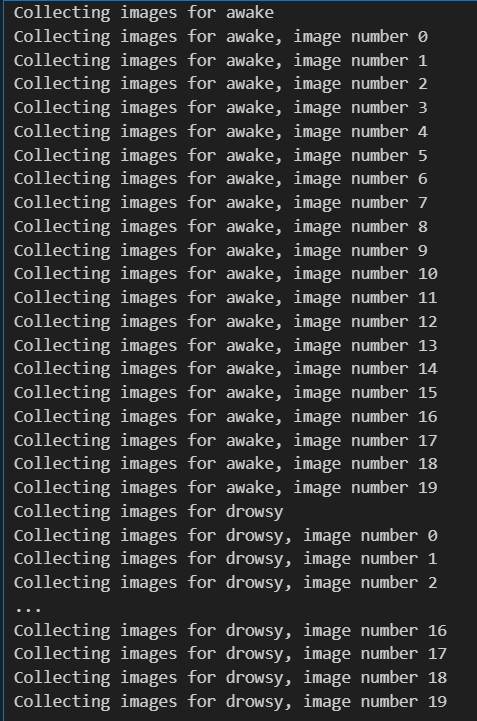 Collecting images for awake
Collecting images for awake, image number 0
Collecting images for awake, image number 1
Collecting images for awake, image number 2
Collecting images for awake, image number 3
Collecting images for awake, image number 4
Collecting images for awake, image number 5
Collecting images for awake, image number 6
Collecting images for awake, image number 7
Collecting images for awake, image number 8
Collecting images for awake, image number 9
Collecting images for awake, image number 10
Collecting images for awake, image number 11
Collecting images for awake, image number 12
Collecting images for awake, image number 13
Collecting images for awake, image number 14
Collecting images for awake, image number 15
Collecting images for awake, image number 16
Collecting images for awake, image number 17
Collecting images for awake, image number 18
Collecting images for awake, image number 19
Collecting images for drowsy
Collecting images for drowsy, image number 0
Collecting images for drowsy, image number 1
Collecting images for drowsy, image number 2
...
Collecting images for drowsy, image number 16
Collecting images for drowsy, image number 17
Collecting images for drowsy, image number 18
Collecting images for drowsy, image number 19